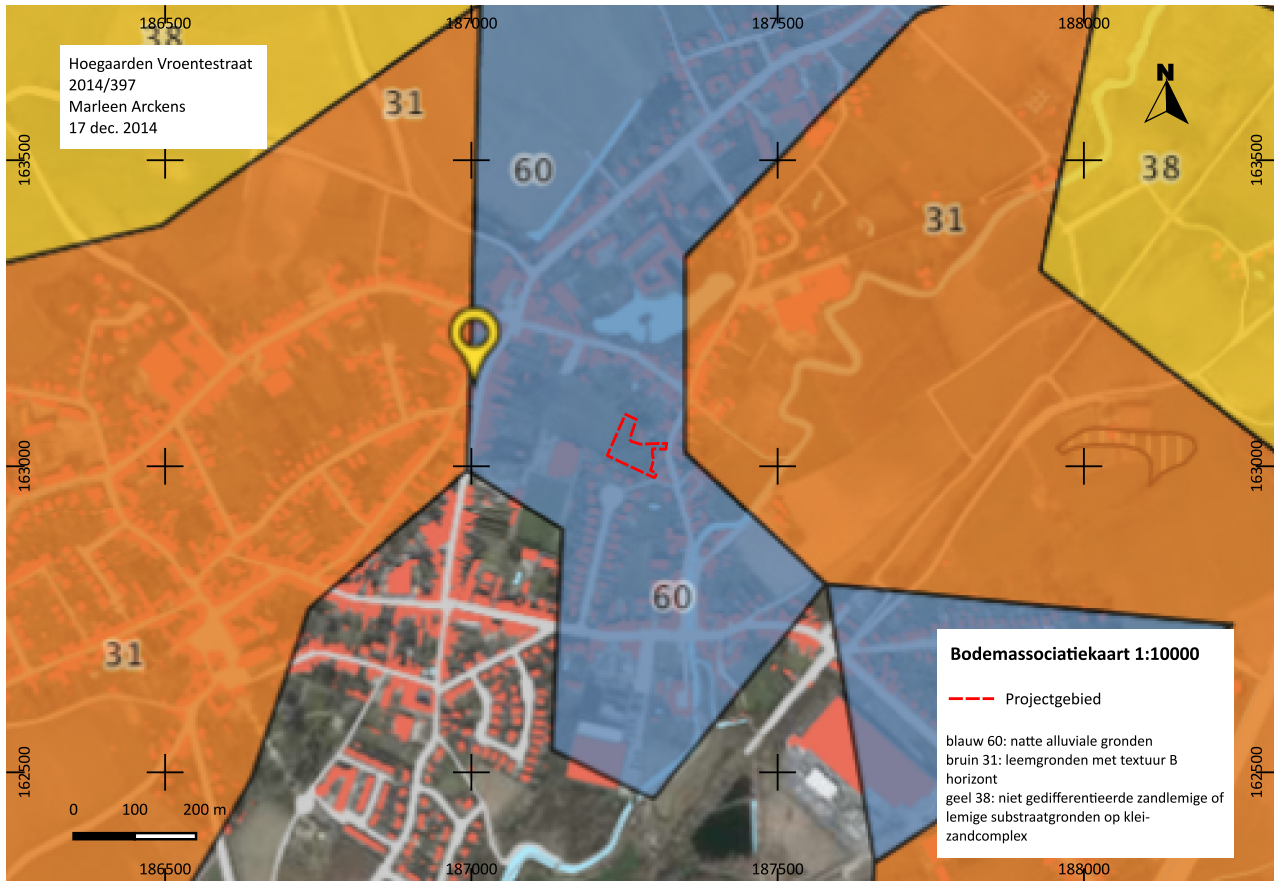 186500
187000
187500
188000
38
Hoegaarden Vroentestraat
2014/397
Marleen Arckens
17 dec. 2014
31
N
163500
60
38
163500
31
163000
163000
60
31
Bodemassociatiekaart 1:10000
Projectgebied
blauw 60: natte alluviale gronden
bruin 31: leemgronden met textuur B
horizont
geel 38: niet gedifferentieerde zandlemige of
lemige substraatgronden op klei-
zandcomplex
162500
162500
0 100 200 m
186500
187000
187500
188000